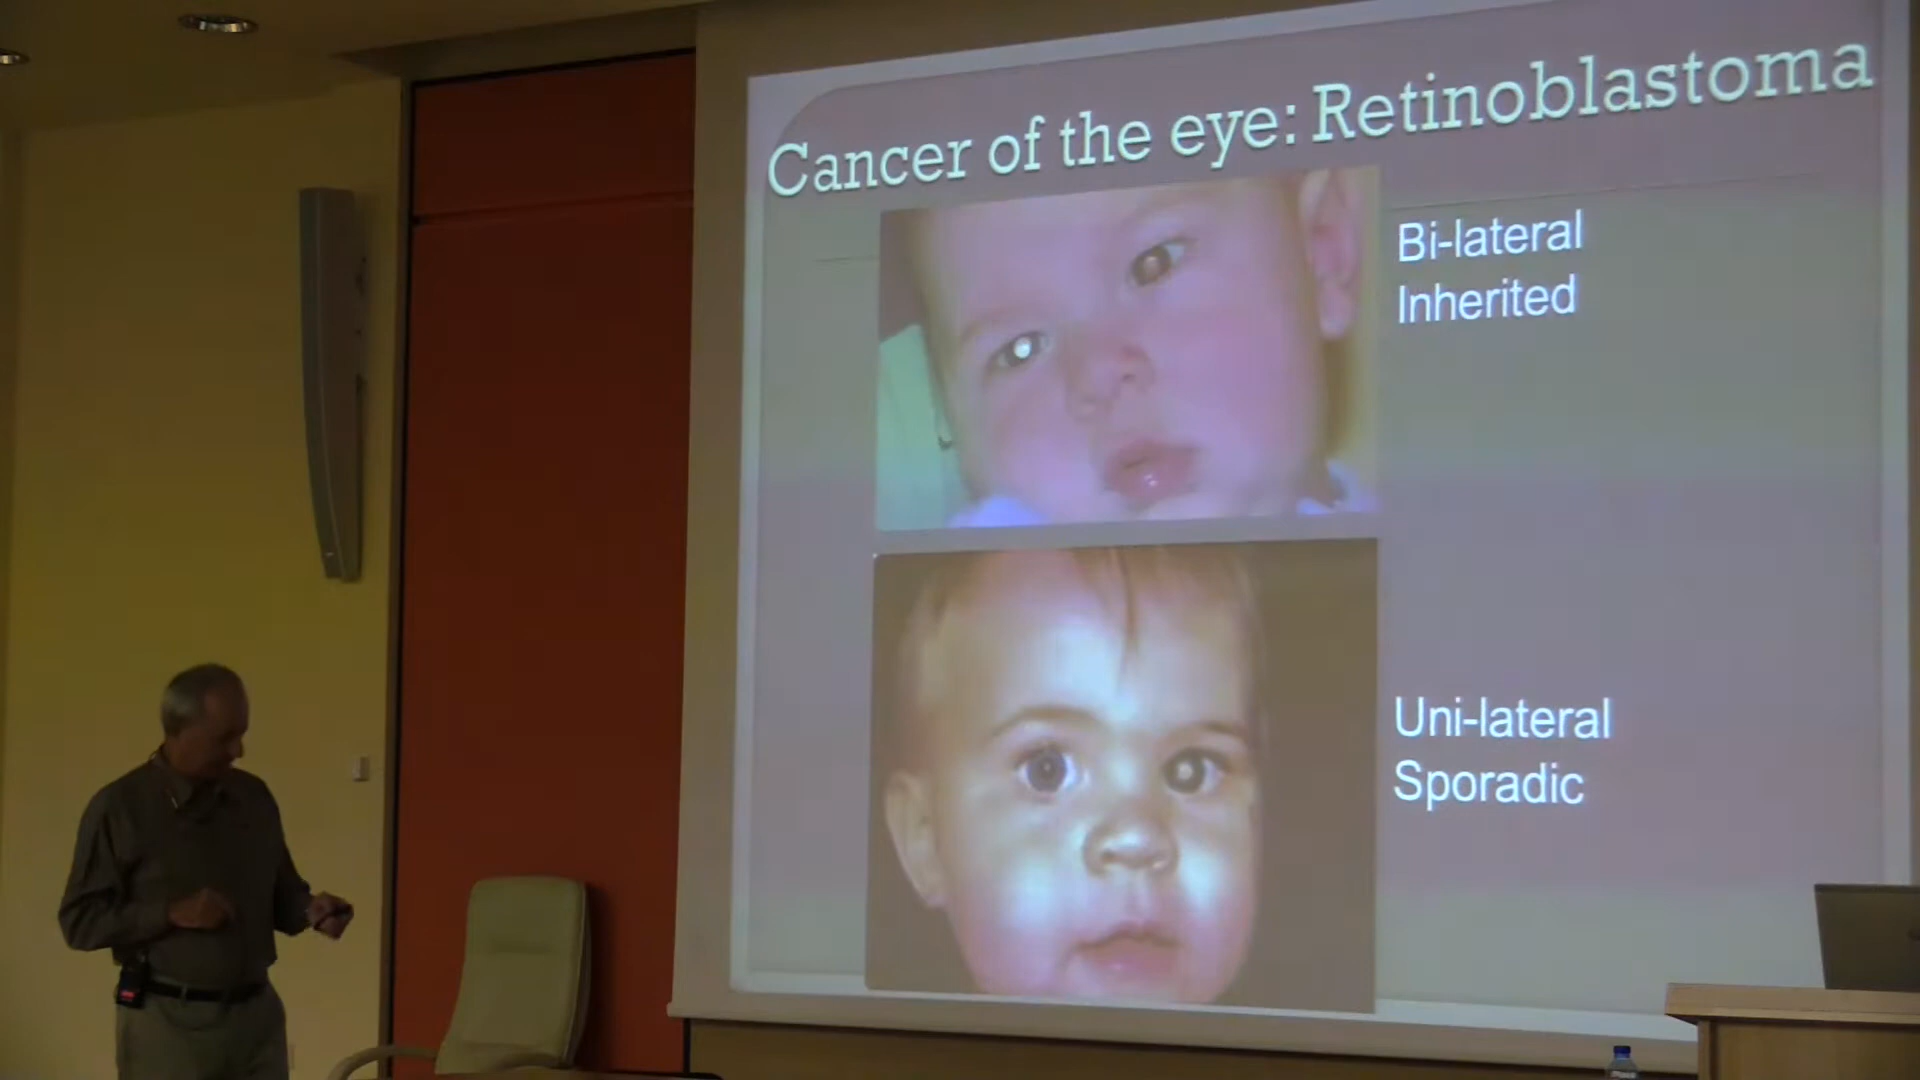 Cancer of the eye: Retinoblastoma
Bi-lateral
Inherited
Uni-lateral
Sporadic